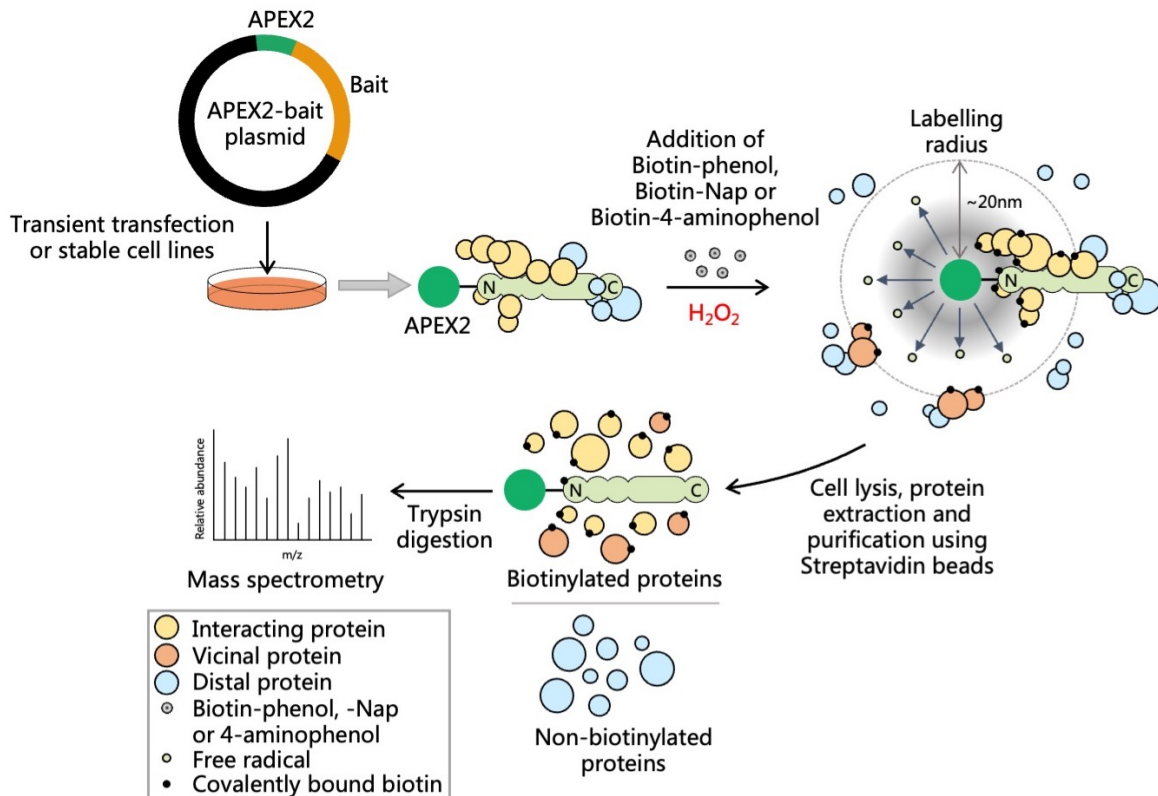 APEX2
Bait
APEX2-bait
plasmid
Transient transfection
or stable cell lines
APEX2
N
C
Addition of
Biotin-phenol,
Biotin-Nap or
Biotin-4-aminophenol
H₂O₂
Labelling
radius
~20nm
N
C
Cell lysis, protein
extraction and
purification using
Streptavidin beads
N
C
Biotinylated proteins
Non-biotinylated
proteins
Trypsin
digestion
Relative abundance
m/z
Mass spectrometry
Interacting protein
Vicinal protein
Distal protein
Biotin-phenol, -Nap
or 4-aminophenol
Free radical
Covalently bound biotin